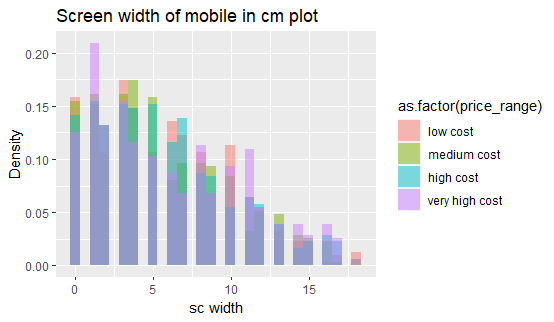 Screen width of mobile in cm plot
0.20
0.15
0.10
0.05
0.00
Density
0 5 10 15
sc width
as.factor(price_range)
low cost
medium cost
high cost
very high cost